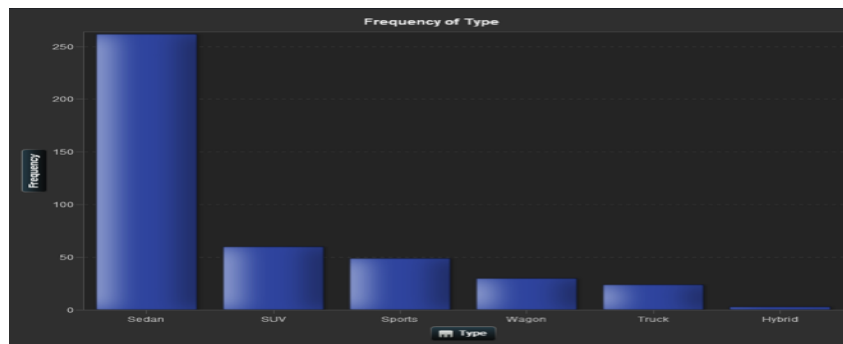 Frequency of Type
250
200
150
100
50
0
Frequency
Sedan SUV Sports Wagon Truck Hybrid
Type